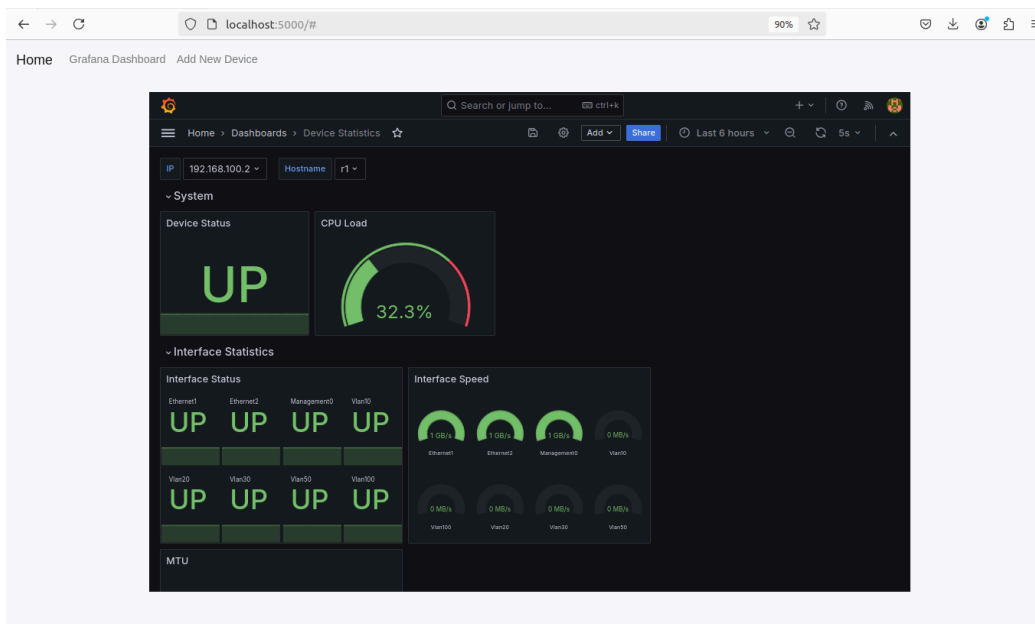 localhost:5000/#
90%
Home Grafana Dashboard Add New Device
Search or jump to... ctrl+k
Home › Dashboards › Device Statistics Add Share Last 6 hours 5s
IP 192.168.100.2 Hostname r1
System
Device Status CPU Load
UP
32.3%
Interface Statistics
Interface Status Interface Speed
Ethernet1 Ethernet2 Management0 Vlan10
UP UP UP UP
1 GB/s 1 GB/s 1 GB/s 0 MB/s
Ethernet1 Ethernet2 Management0 Vlan10
Vlan20 Vlan30 Vlan50 Vlan100
UP UP UP UP
0 MB/s 0 MB/s 0 MB/s 0 MB/s
Vlan100 Vlan20 Vlan30 Vlan50
MTU